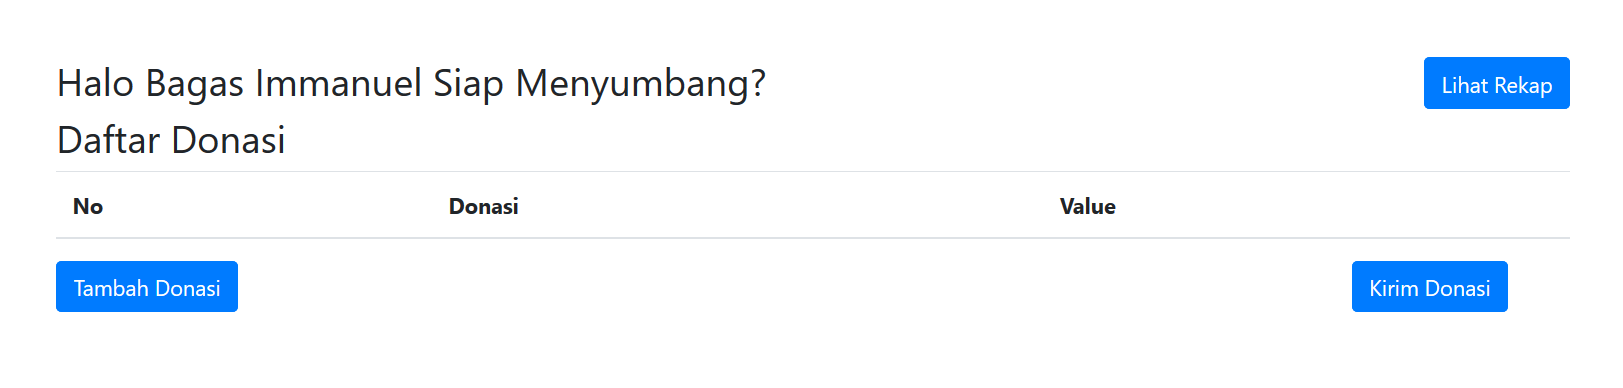 Halo Bagas Immanuel Siap Menyumbang?
Lihat Rekap
Daftar Donasi
No Donasi Value
Tambah Donasi
Kirim Donasi